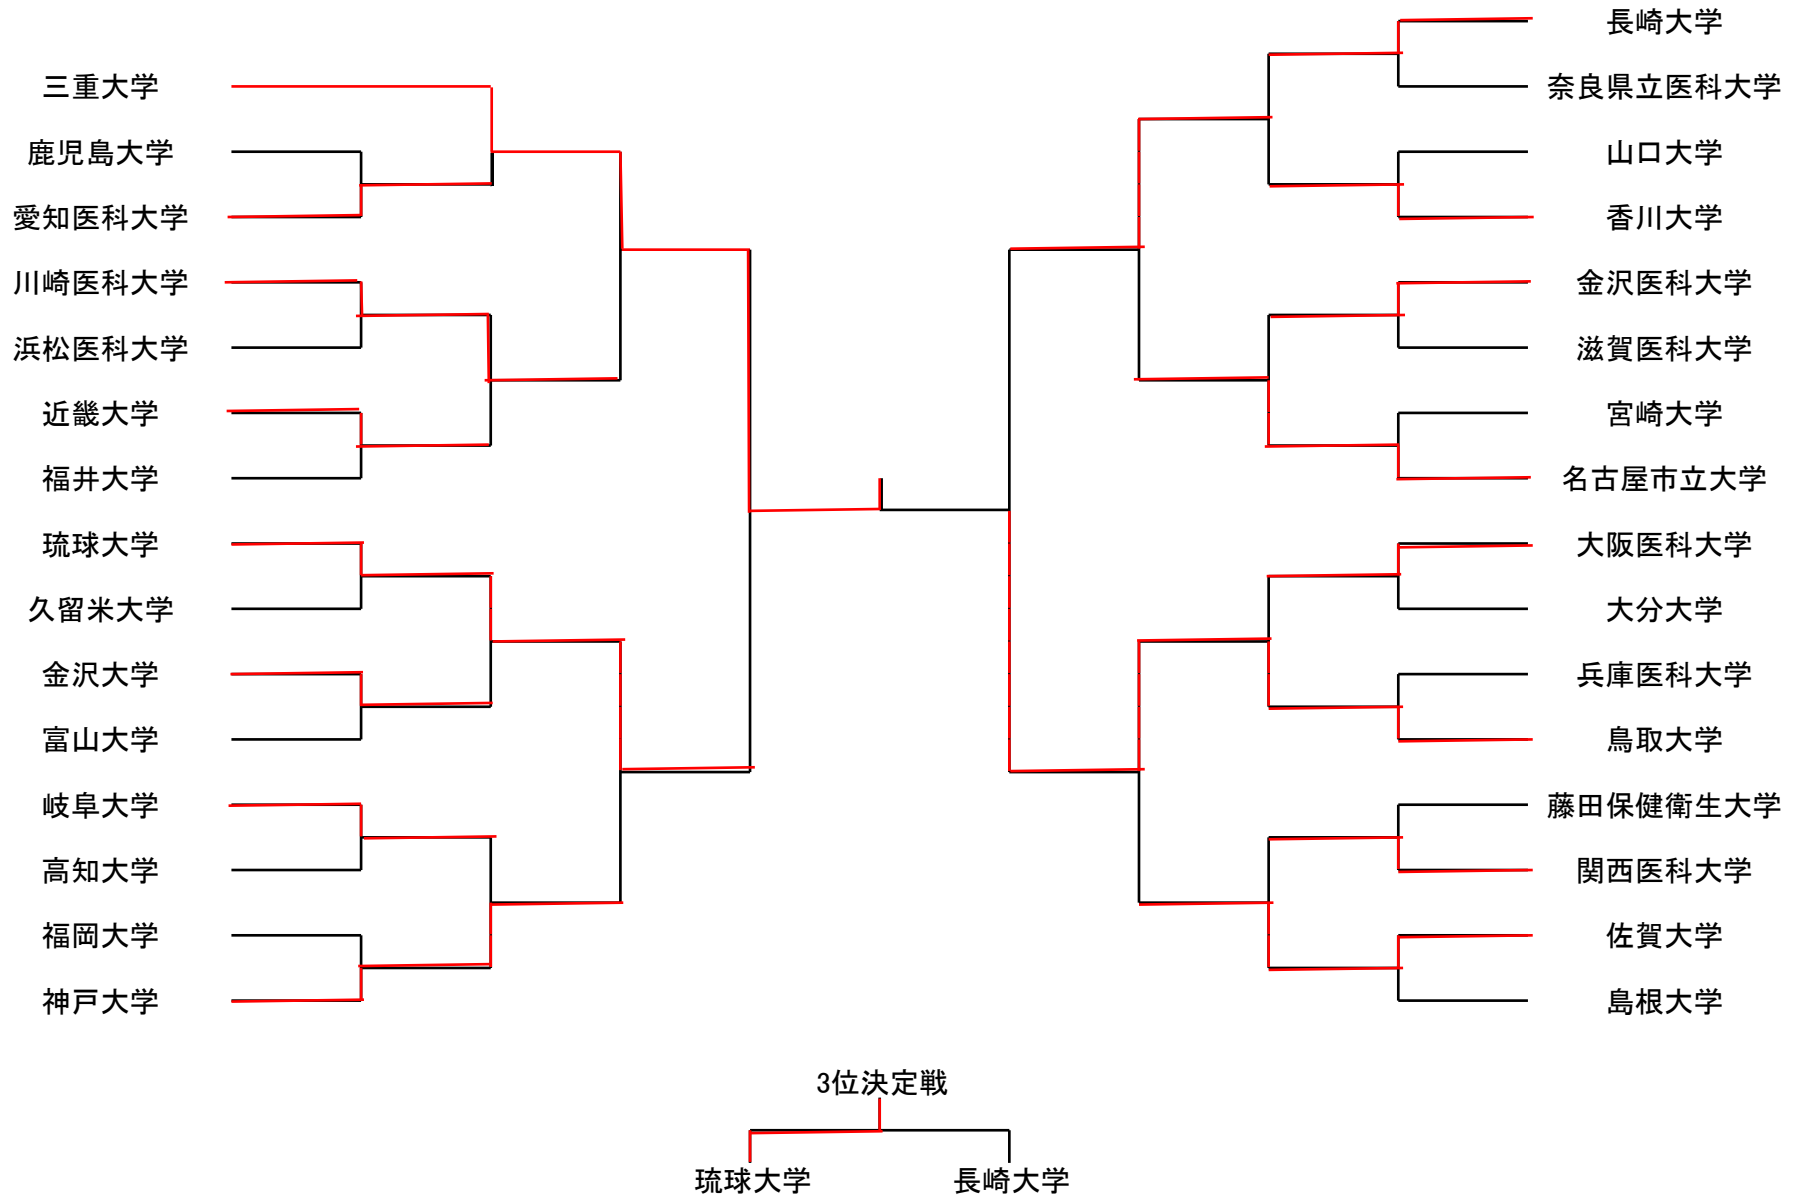 三重大学
鹿児島大学
愛知医科大学
川崎医科大学
浜松医科大学
近畿大学
福井大学
琉球大学
久留米大学
金沢大学
富山大学
岐阜大学
高知大学
福岡大学
神戸大学
長崎大学
奈良県立医科大学
山口大学
香川大学
金沢医科大学
滋賀医科大学
宮崎大学
名古屋市立大学
大阪医科大学
大分大学
兵庫医科大学
鳥取大学
藤田保健衛生大学
関西医科大学
佐賀大学
島根大学
3位決定戦
琉球大学
長崎大学